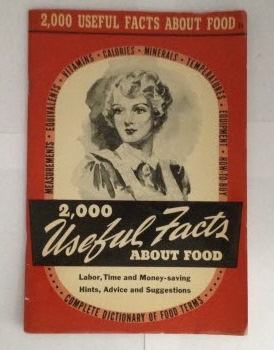 2,000 USEFUL FACTS ABOUT FOOD
MEASUREMENTS · EQUIVALENTS · VITAMINS · CALORIES · MINERALS · TEMPERATURES · EQUIPMENT · HOW TO BUY
2,000
Useful Facts
ABOUT FOOD
Labor, Time and Money-saving
Hints, Advice and Suggestions
COMPLETE DICTIONARY OF FOOD TERMS